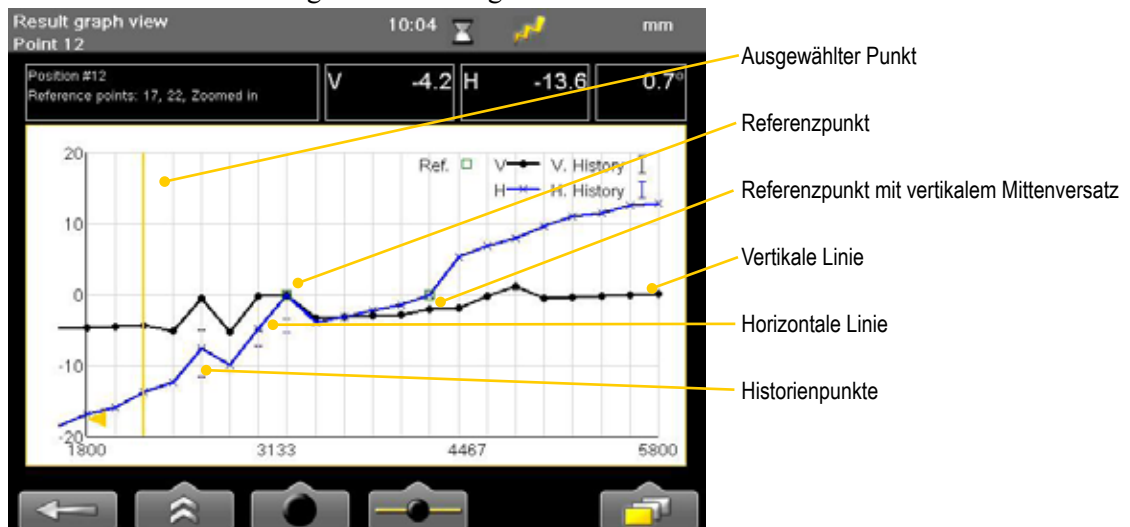 Result graph view
Point 12
10:04
mm
Position #12
Reference points: 17, 22, Zoomed in
V -4.2
H -13.6
0.7°
Ausgewählter Punkt
Referenzpunkt
Referenzpunkt mit vertikalem Mittenversatz
Vertikale Linie
Horizontale Linie
Historienpunkte
Ref. V V. History
H H. History
20
10
0
-10
-20
1800 3133 4467 5800